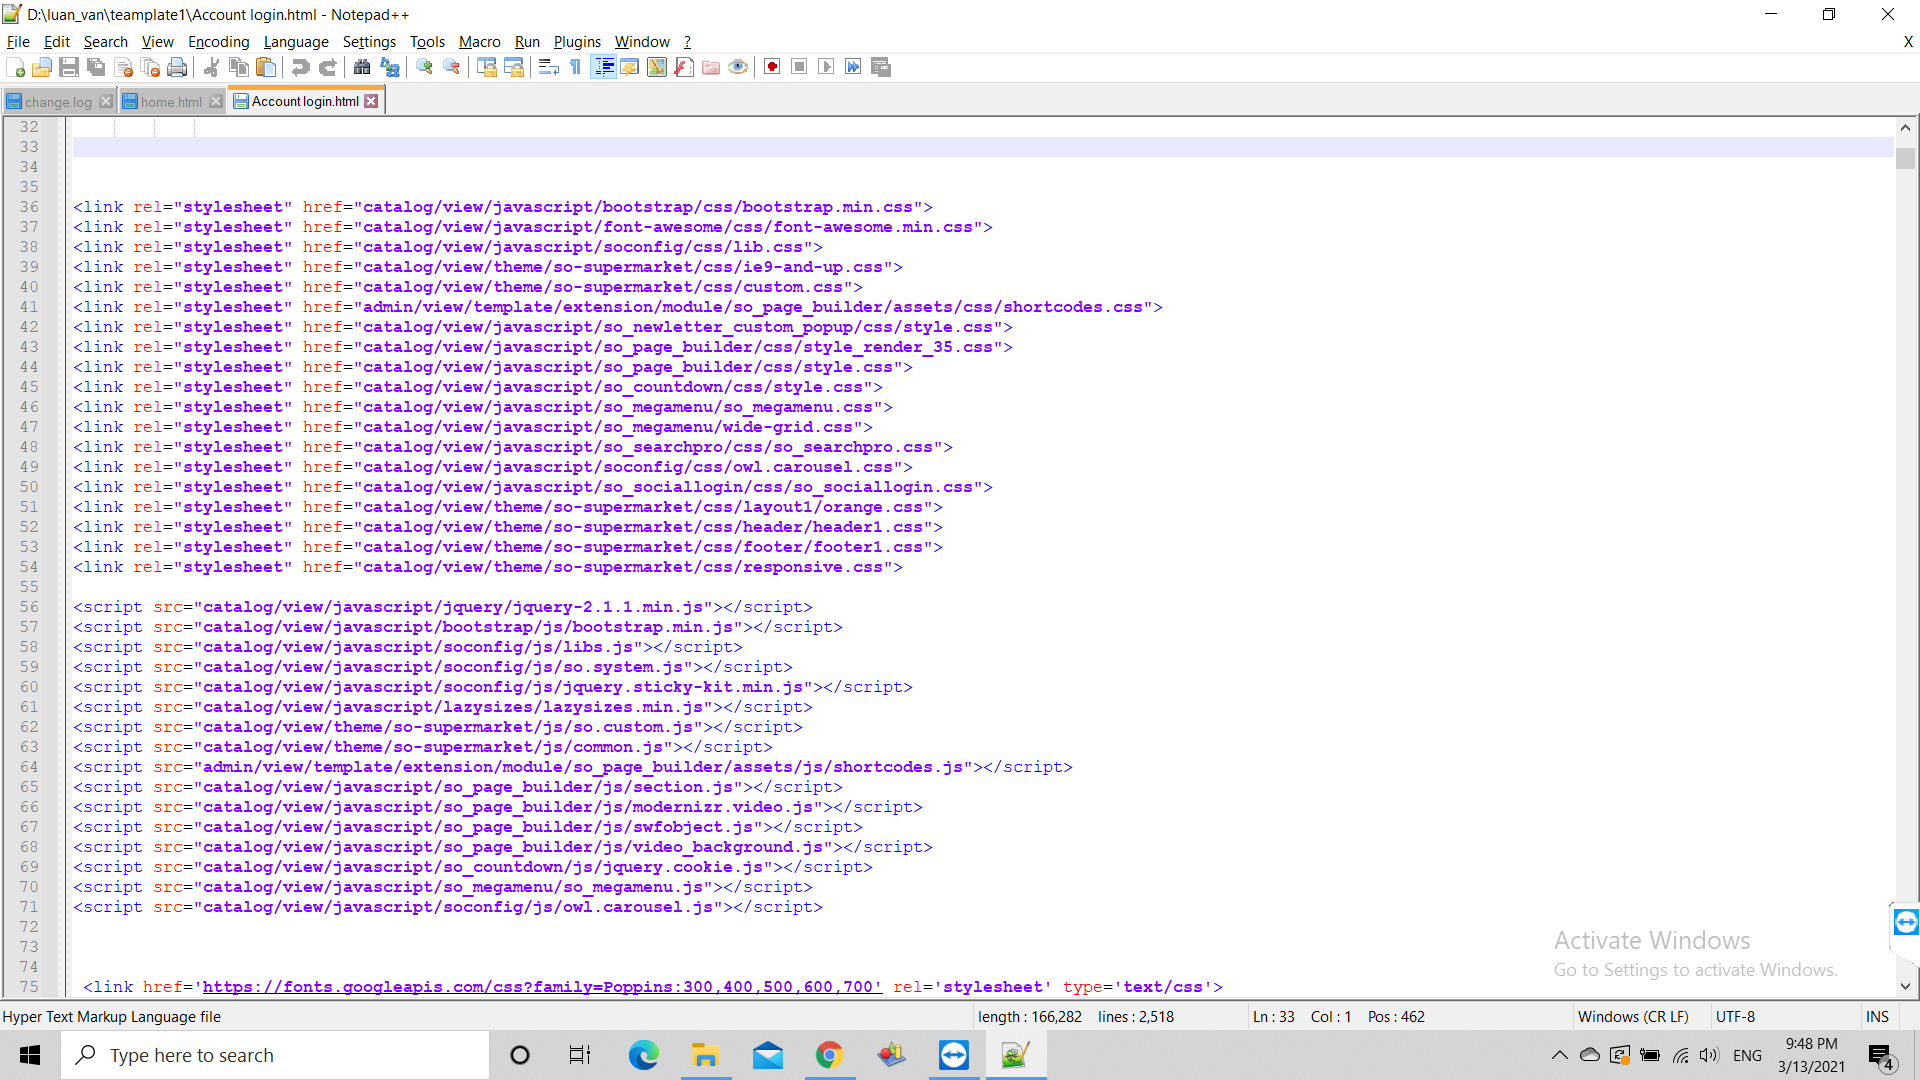 D:\luan_van\teamplate1\Account login.html - Notepad++
File Edit Search View Encoding Language Settings Tools Macro Run Plugins Window ? X
change.log home.html Account login.html
32
33
34
35
36 <link rel="stylesheet" href="catalog/view/javascript/bootstrap/css/bootstrap.min.css">
37 <link rel="stylesheet" href="catalog/view/javascript/font-awesome/css/font-awesome.min.css">
38 <link rel="stylesheet" href="catalog/view/javascript/soconfig/css/lib.css">
39 <link rel="stylesheet" href="catalog/view/theme/so-supermarket/css/ie9-and-up.css">
40 <link rel="stylesheet" href="catalog/view/theme/so-supermarket/css/custom.css">
41 <link rel="stylesheet" href="admin/view/template/extension/module/so_page_builder/assets/css/shortcodes.css">
42 <link rel="stylesheet" href="catalog/view/javascript/so_newletter_custom_popup/css/style.css">
43 <link rel="stylesheet" href="catalog/view/javascript/so_page_builder/css/style_render_35.css">
44 <link rel="stylesheet" href="catalog/view/javascript/so_page_builder/css/style.css">
45 <link rel="stylesheet" href="catalog/view/javascript/so_countdown/css/style.css">
46 <link rel="stylesheet" href="catalog/view/javascript/so_megamenu/so_megamenu.css">
47 <link rel="stylesheet" href="catalog/view/javascript/so_megamenu/wide-grid.css">
48 <link rel="stylesheet" href="catalog/view/javascript/so_searchpro/css/so_searchpro.css">
49 <link rel="stylesheet" href="catalog/view/javascript/soconfig/css/owl.carousel.css">
50 <link rel="stylesheet" href="catalog/view/javascript/so_sociallogin/css/so_sociallogin.css">
51 <link rel="stylesheet" href="catalog/view/theme/so-supermarket/css/layout1/orange.css">
52 <link rel="stylesheet" href="catalog/view/theme/so-supermarket/css/header/header1.css">
53 <link rel="stylesheet" href="catalog/view/theme/so-supermarket/css/footer/footer1.css">
54 <link rel="stylesheet" href="catalog/view/theme/so-supermarket/css/responsive.css">
55
56 <script src="catalog/view/javascript/jquery/jquery-2.1.1.min.js"></script>
57 <script src="catalog/view/javascript/bootstrap/js/bootstrap.min.js"></script>
58 <script src="catalog/view/javascript/soconfig/js/libs.js"></script>
59 <script src="catalog/view/javascript/soconfig/js/so.system.js"></script>
60 <script src="catalog/view/javascript/soconfig/js/jquery.sticky-kit.min.js"></script>
61 <script src="catalog/view/javascript/lazysizes/lazysizes.min.js"></script>
62 <script src="catalog/view/theme/so-supermarket/js/so.custom.js"></script>
63 <script src="catalog/view/theme/so-supermarket/js/common.js"></script>
64 <script src="admin/view/template/extension/module/so_page_builder/assets/js/shortcodes.js"></script>
65 <script src="catalog/view/javascript/so_page_builder/js/section.js"></script>
66 <script src="catalog/view/javascript/so_page_builder/js/modernizr.video.js"></script>
67 <script src="catalog/view/javascript/so_page_builder/js/swfobject.js"></script>
68 <script src="catalog/view/javascript/so_page_builder/js/video_background.js"></script>
69 <script src="catalog/view/javascript/so_countdown/js/jquery.cookie.js"></script>
70 <script src="catalog/view/javascript/so_megamenu/so_megamenu.js"></script>
71 <script src="catalog/view/javascript/soconfig/js/owl.carousel.js"></script>
72
73
74
75 <link href='https://fonts.googleapis.com/css?family=Poppins:300,400,500,600,700' rel='stylesheet' type='text/css'>
Activate Windows
Go to Settings to activate Windows.
Hyper Text Markup Language file length : 166,282 lines : 2,518 Ln : 33 Col : 1 Pos : 462 Windows (CR LF) UTF-8 INS
Type here to search ENG 9:48 PM
3/13/2021 4